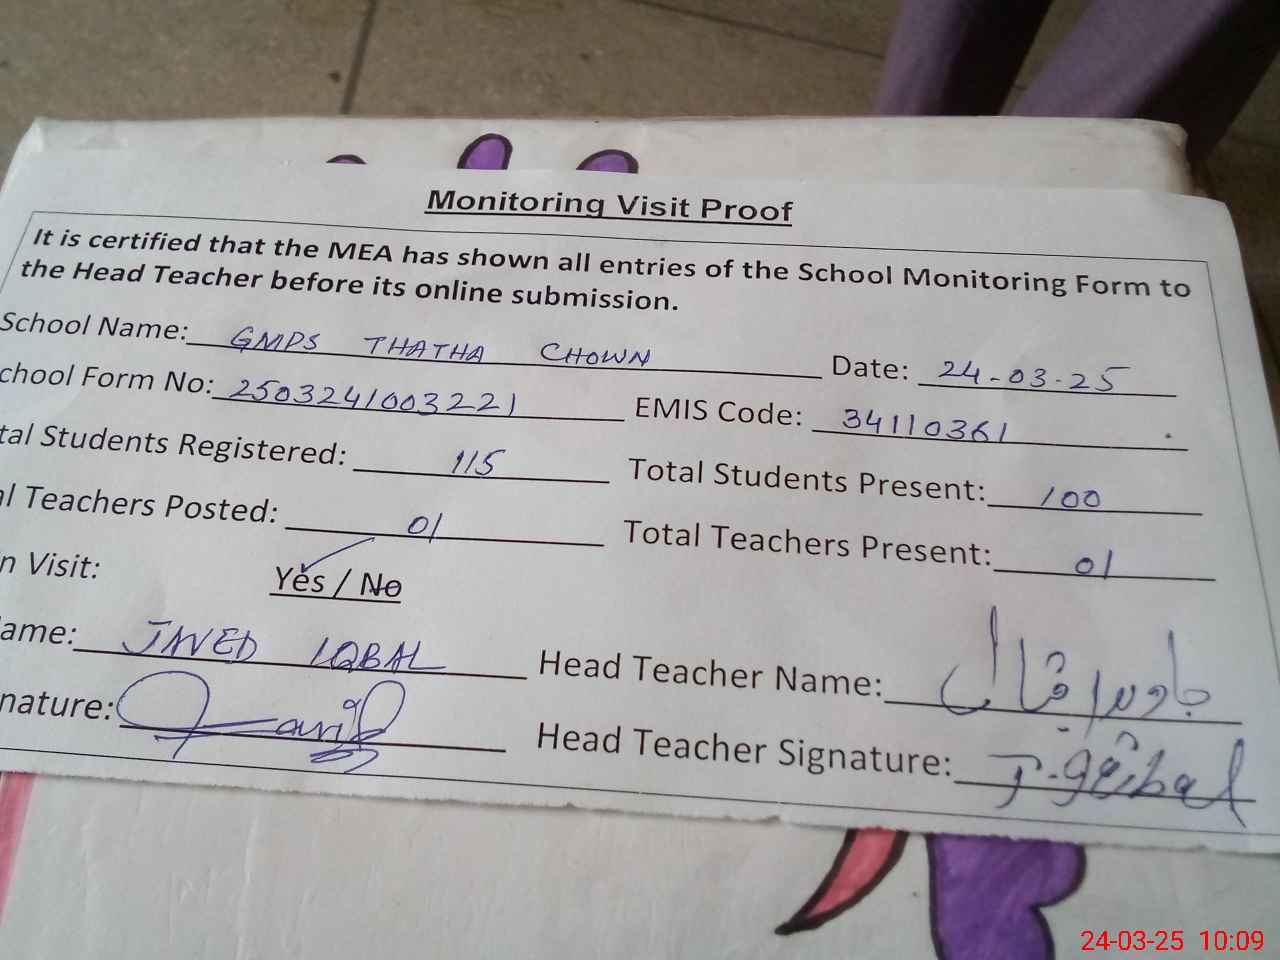 Monitoring Visit Proof
It is certified that the MEA has shown all entries of the School Monitoring Form to
the Head Teacher before its online submission.
School Name: GMPS THATHA CHOWN Date: 24-03-25
chool Form No: 2503241003221 EMIS Code: 34110361
tal Students Registered: 115 Total Students Present: 100
al Teachers Posted: 01 Total Teachers Present: 01
n Visit: Yes / No
ame: JAVED IQBAL Head Teacher Name: جاوید اقبال
nature: Head Teacher Signature: J-Iqbal
24-03-25 10:09